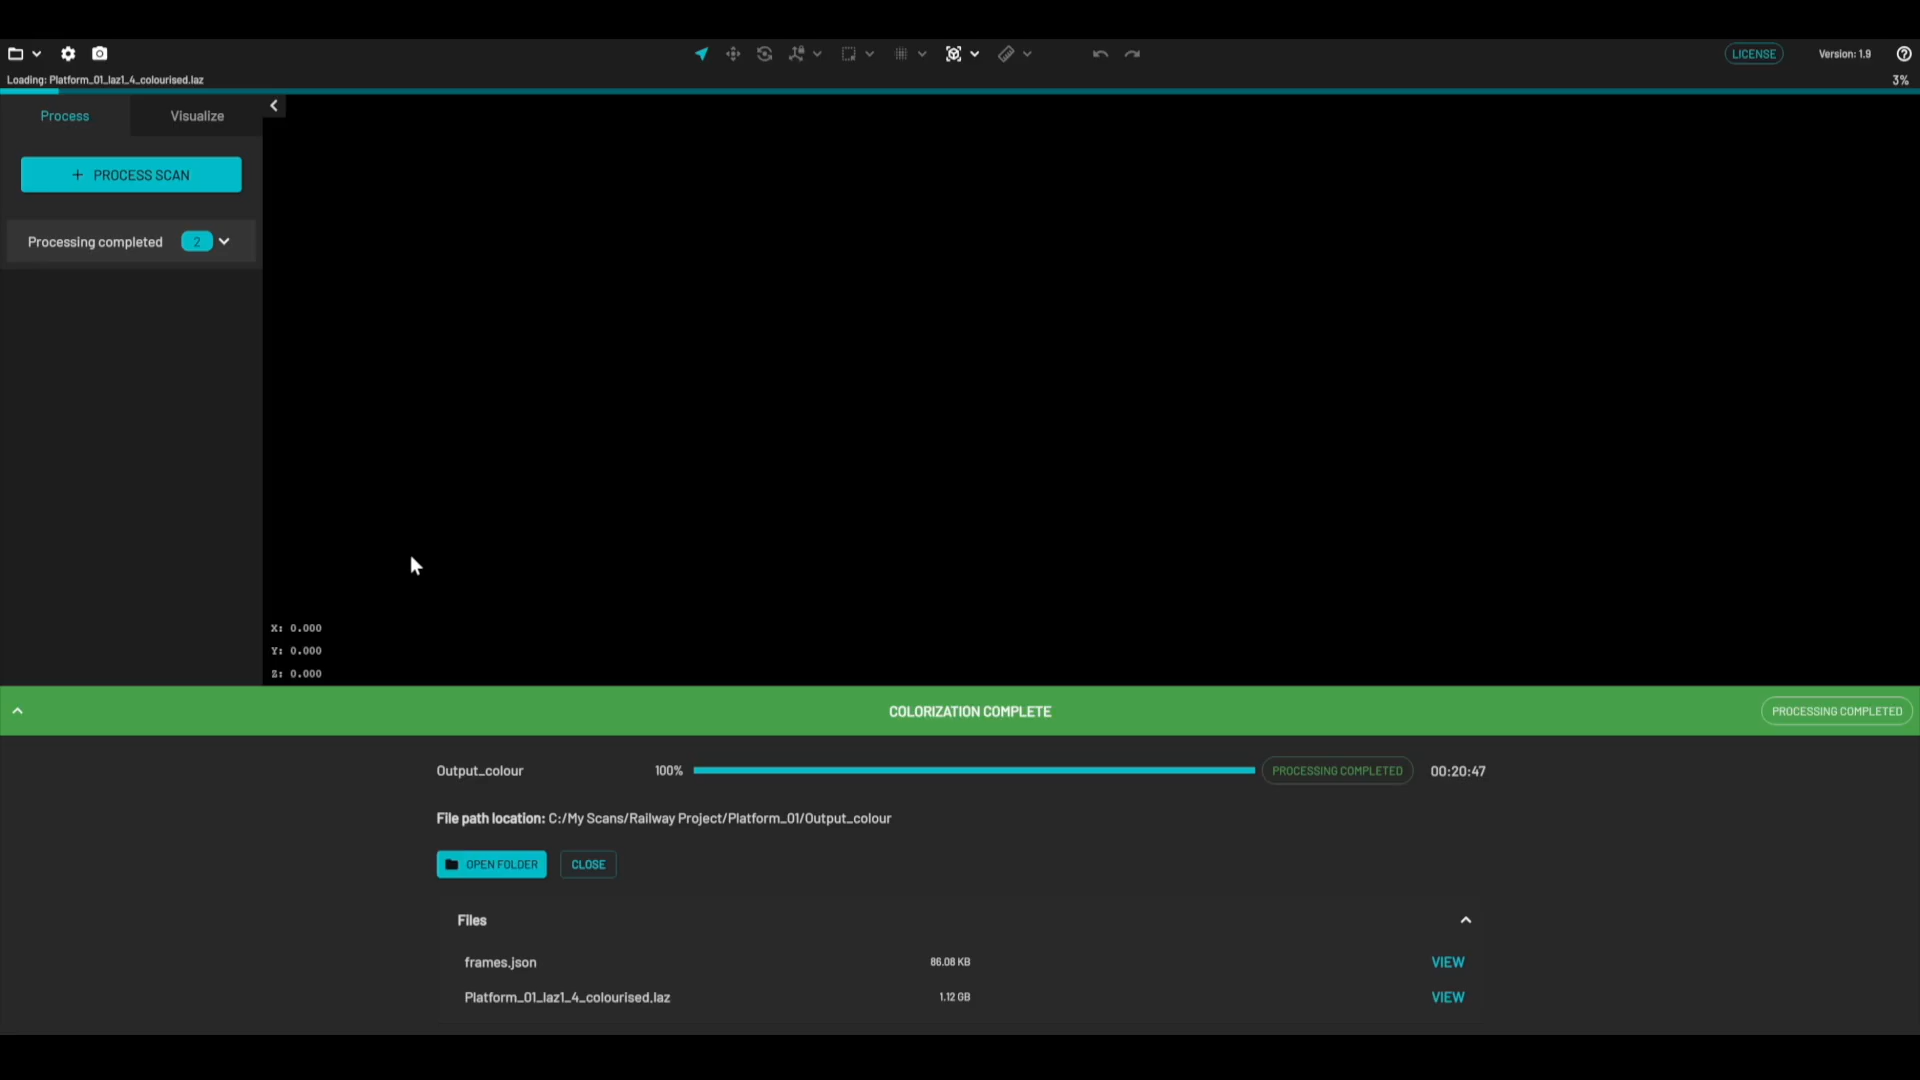 LICENSE
Version: 1.9
Loading: Platform_01_laz1_4_colourised.laz
3%
Process
Visualize
+ PROCESS SCAN
Processing completed 2
X: 0.000
Y: 0.000
Z: 0.000
COLORIZATION COMPLETE
PROCESSING COMPLETED
Output_colour 100% PROCESSING COMPLETED 00:20:47
File path location: C:/My Scans/Railway Project/Platform_01/Output_colour
OPEN FOLDER
CLOSE
Files
frames.json 86.08 KB VIEW
Platform_01_laz1_4_colourised.laz 1.12 GB VIEW